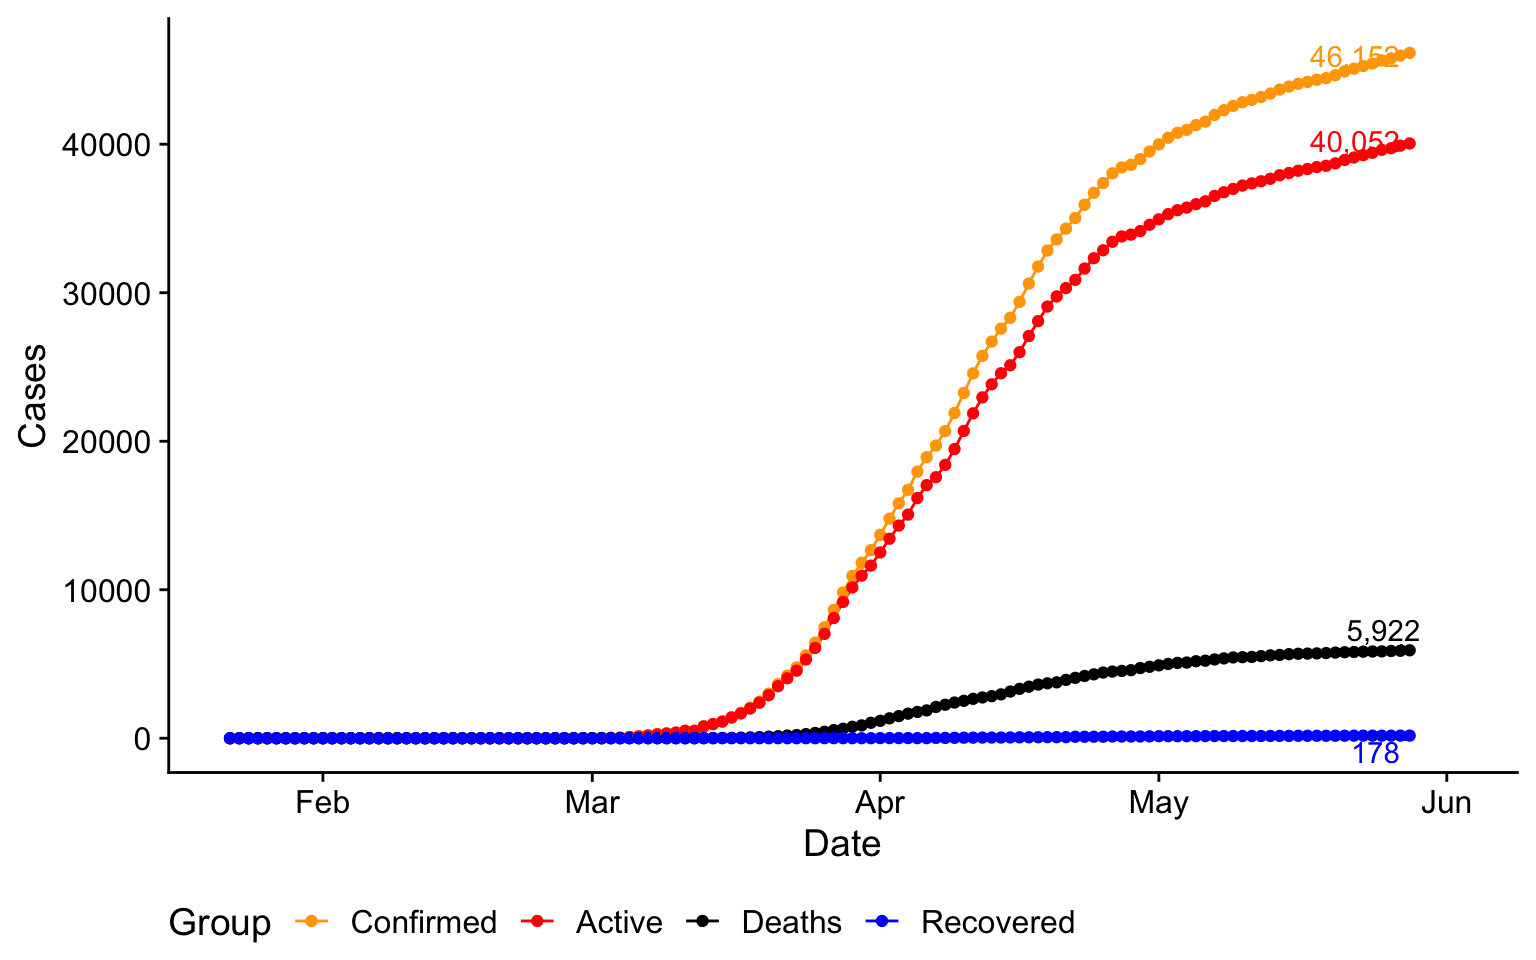 46,152
40,052
40000
30000
20000
10000
0
Cases
5,922
178
Feb Mar Apr May Jun
Date
Group Confirmed Active Deaths Recovered